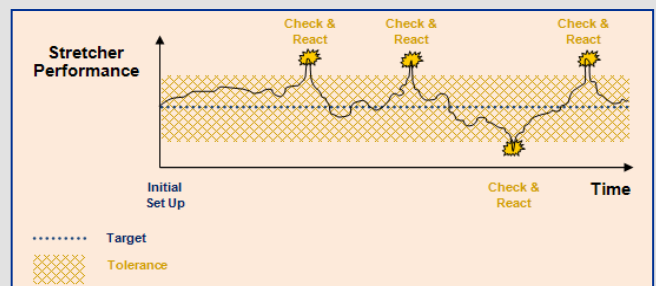 Check &
React
Check &
React
Check &
React
Stretcher
Performance
Initial
Set Up
Check &
React
Time
Target
Tolerance